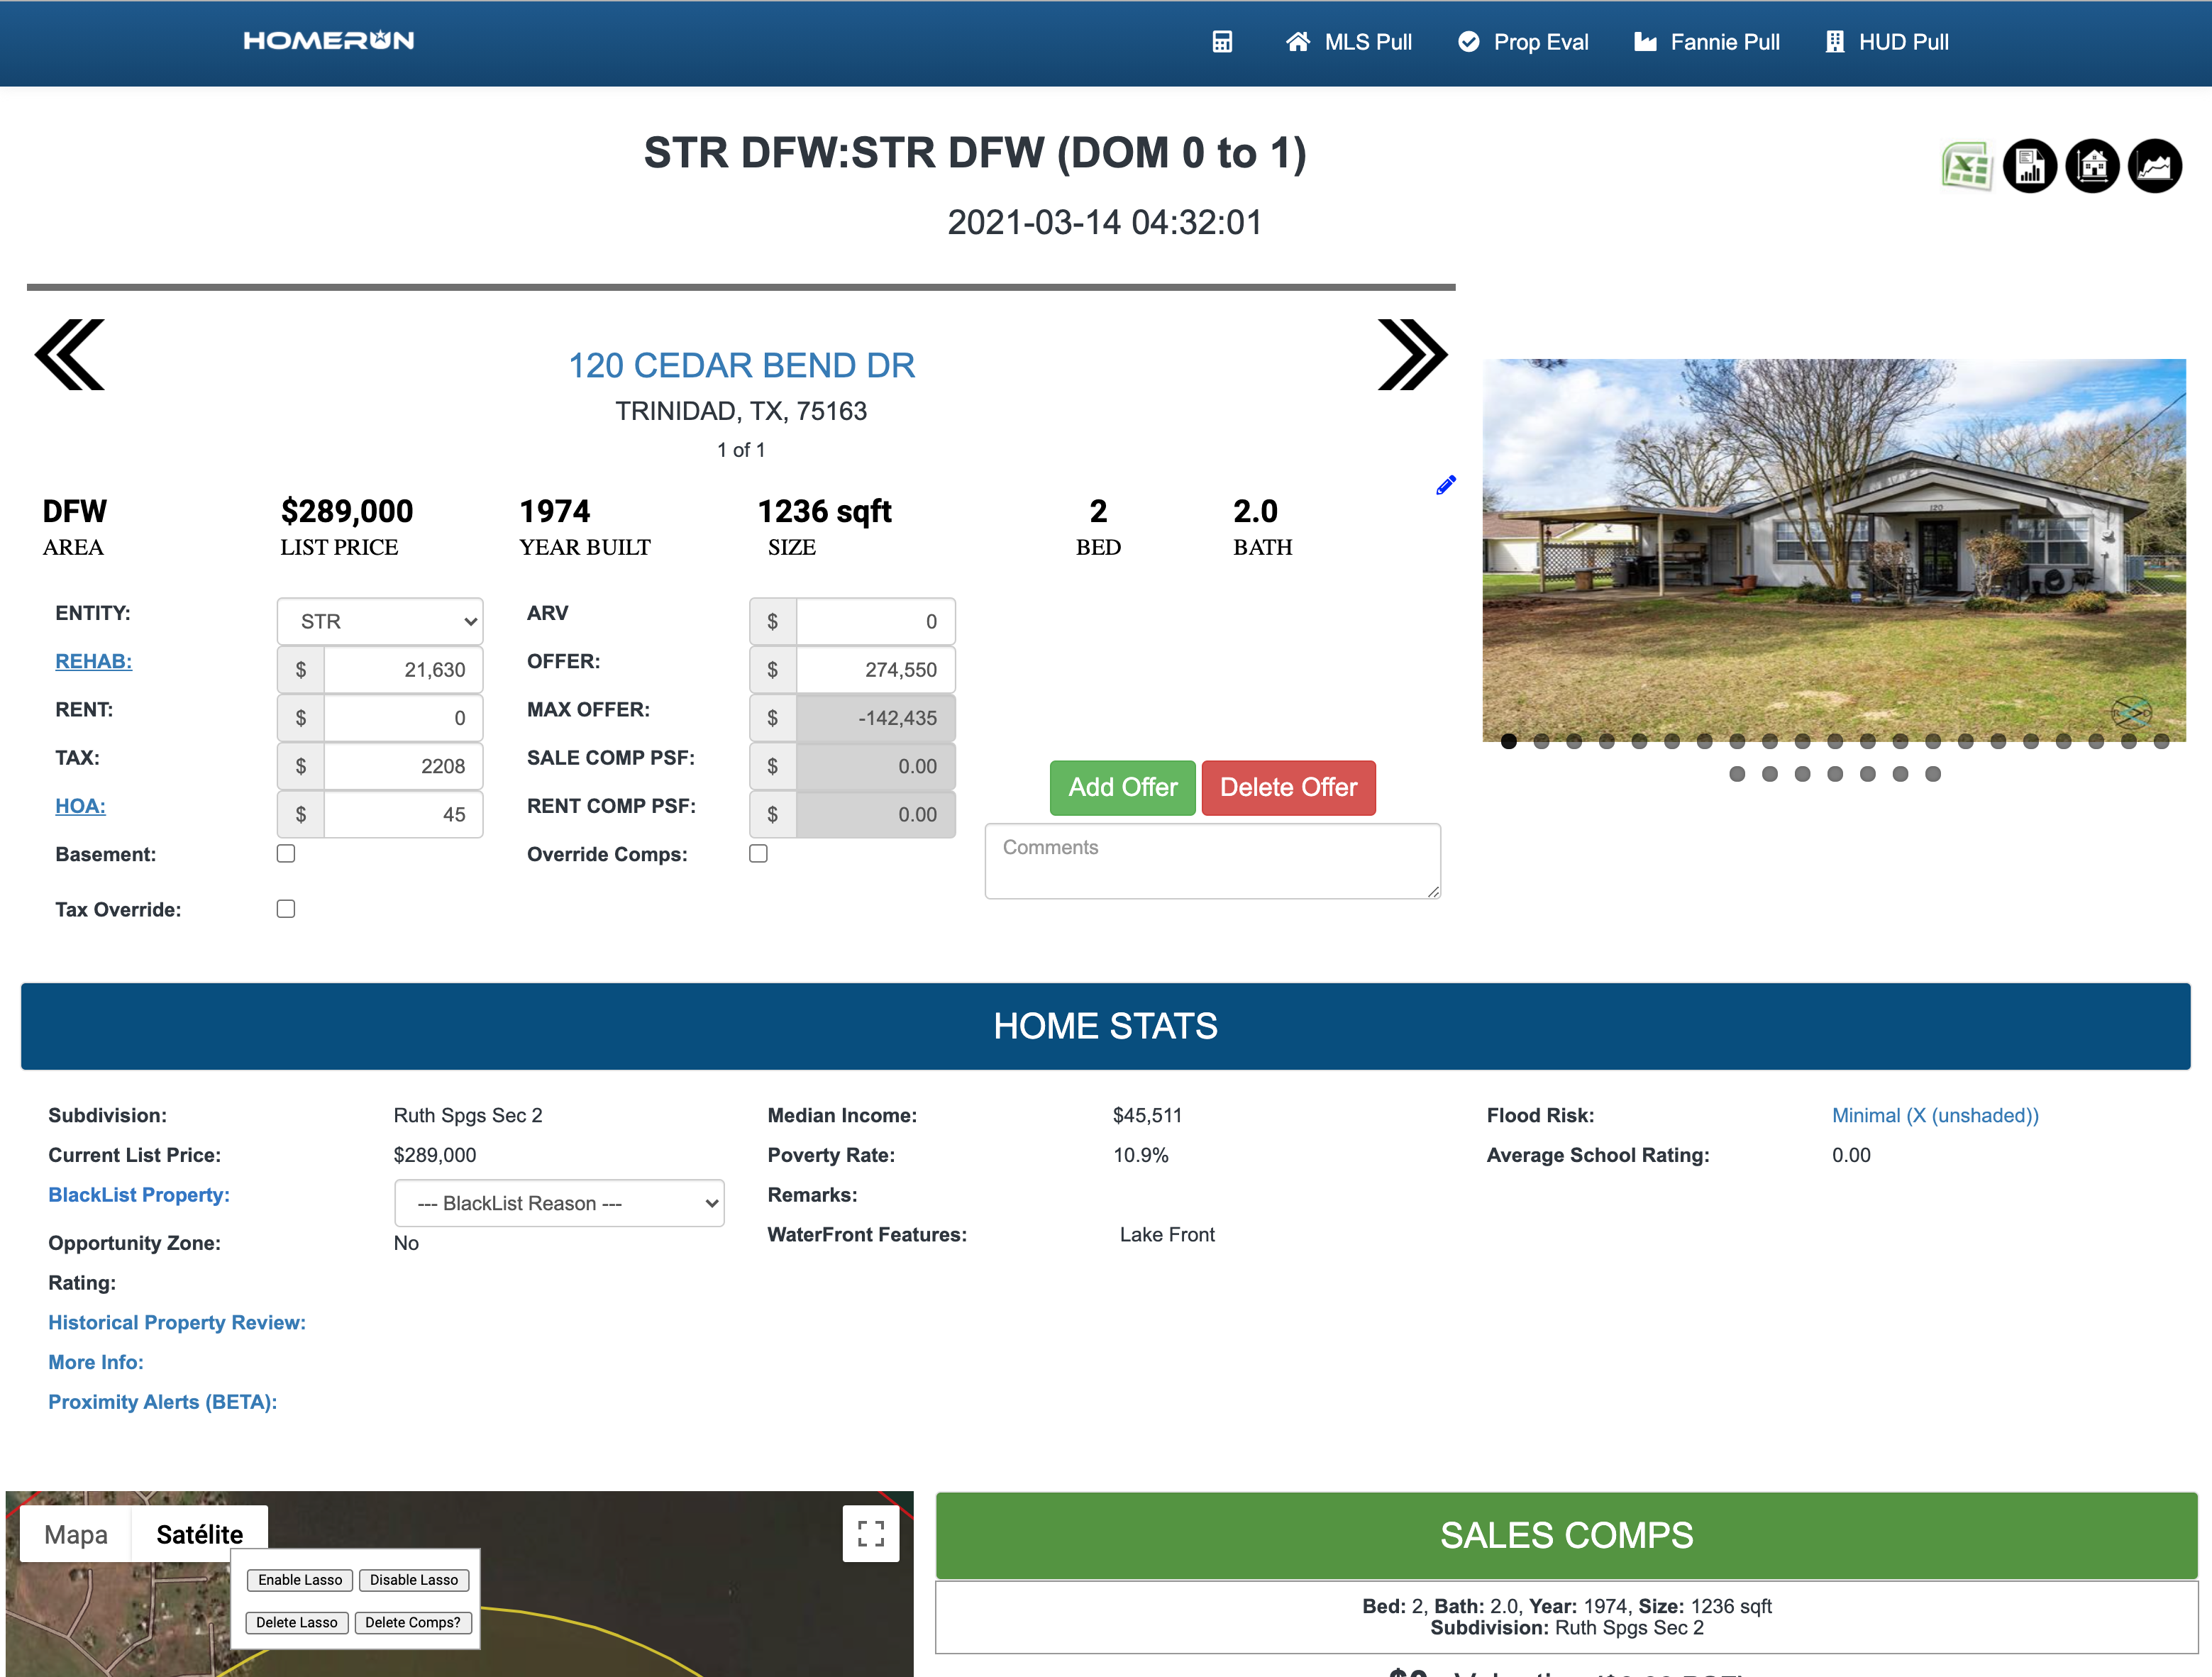 HOMERUN
MLS Pull
Prop Eval
Fannie Pull
HUD Pull
STR DFW:STR DFW (DOM 0 to 1)
2021-03-14 04:32:01
120 CEDAR BEND DR
TRINIDAD, TX, 75163
1 of 1
DFW $289,000 1974 1236 sqft 2 2.0
AREA LIST PRICE YEAR BUILT SIZE BED BATH
ENTITY: STR ARV $ 0
REHAB: $ 21,630 OFFER: $ 274,550
RENT: $ 0 MAX OFFER: $ -142,435
TAX: $ 2208 SALE COMP PSF: $ 0.00
Add Offer Delete Offer
HOA: $ 45 RENT COMP PSF: $ 0.00
Comments
Basement: Override Comps:
Tax Override:
HOME STATS
Subdivision: Ruth Spgs Sec 2 Median Income: $45,511 Flood Risk: Minimal (X (unshaded))
Current List Price: $289,000 Poverty Rate: 10.9% Average School Rating: 0.00
BlackList Property: --- BlackList Reason --- Remarks:
Opportunity Zone: No WaterFront Features: Lake Front
Rating:
Historical Property Review:
More Info:
Proximity Alerts (BETA):
Mapa Satélite
Enable Lasso Disable Lasso
Delete Lasso Delete Comps?
SALES COMPS
Bed: 2, Bath: 2.0, Year: 1974, Size: 1236 sqft
Subdivision: Ruth Spgs Sec 2